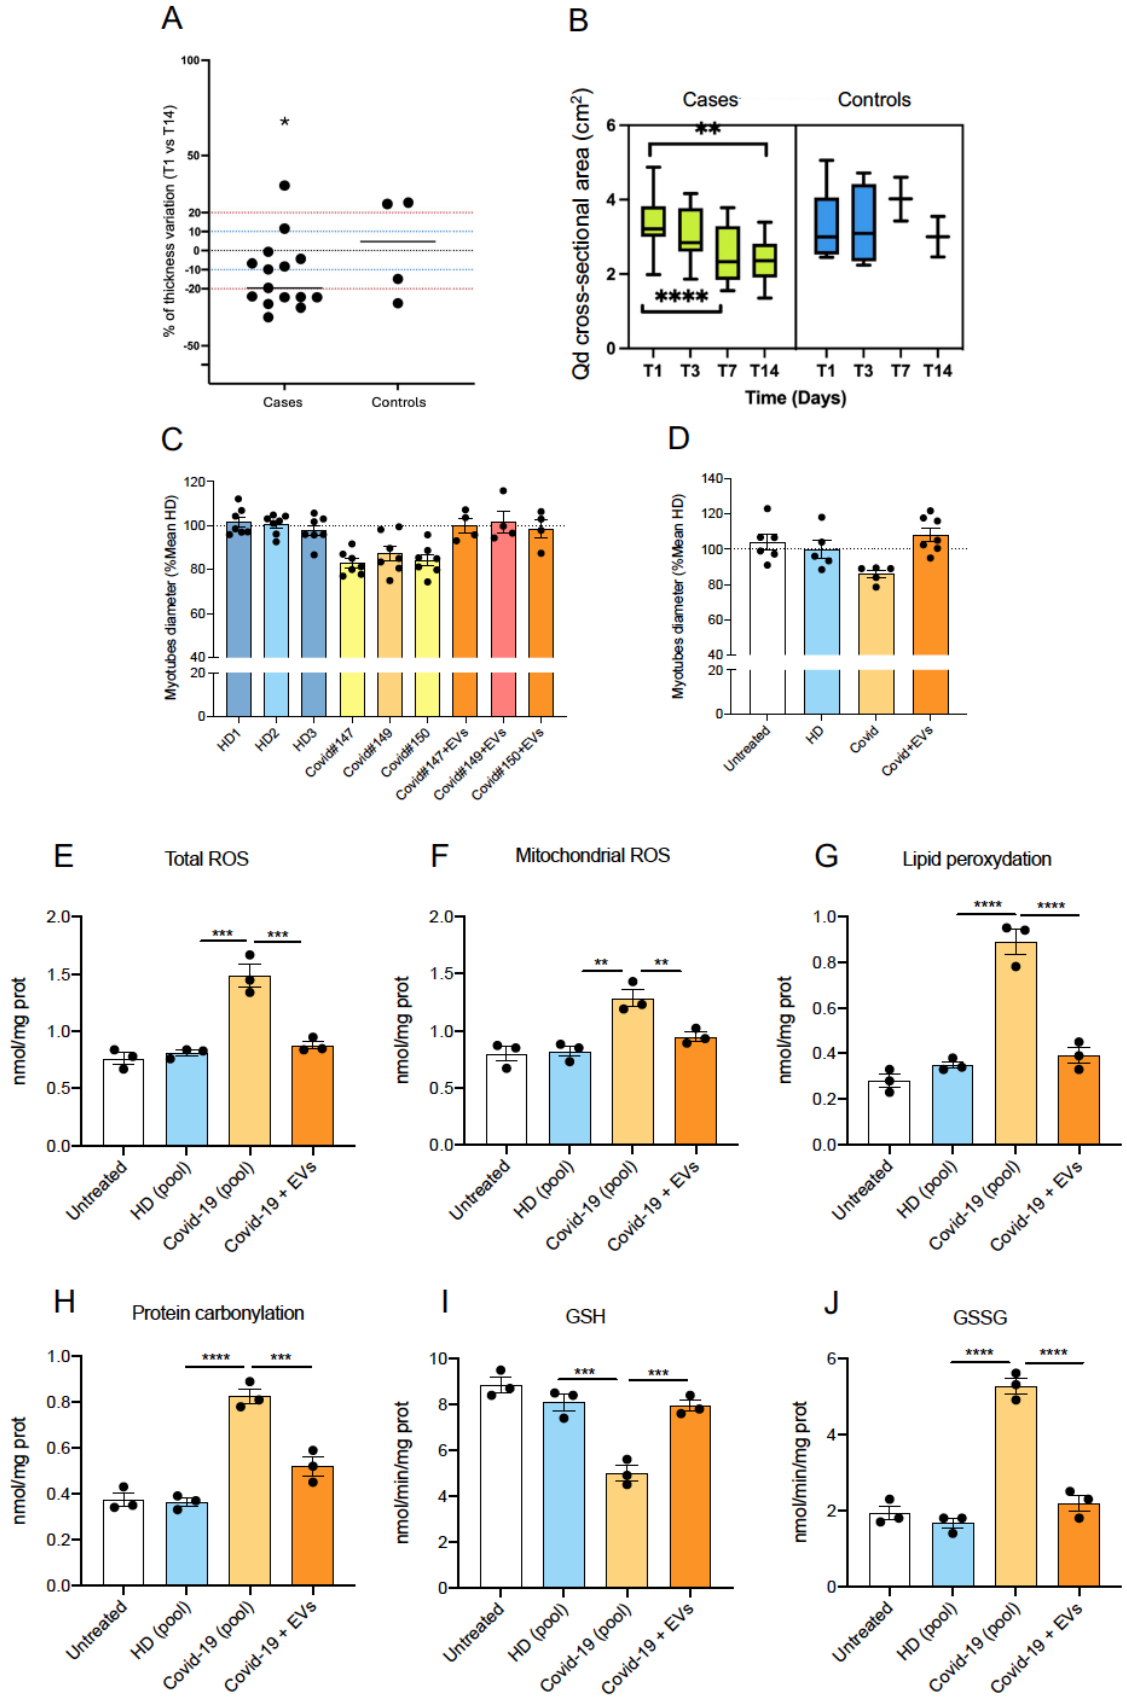 A
% of thickness variation (T1 vs T14)
100
50
20
10
0
-10
-20
-50
*
Cases
Controls
B
Qd cross-sectional area (cm²)
Cases
Controls
6
4
2
0
**
****
T1 T3 T7 T14 T1 T3 T7 T14
Time (Days)
C
Myotubes diameter (%Mean HD)
120
100
80
60
40
20
0
HD1
HD2
HD3
Covid#147
Covid#149
Covid#150
Covid#147+EVs
Covid#149+EVs
Covid#150+EVs
D
Myotubes diameter (%Mean HD)
140
120
100
80
60
40
20
0
Untreated
HD
Covid
Covid+EVs
E
Total ROS
nmol/mg prot
2.0
1.5
1.0
0.5
0.0
*** ***
Untreated
HD (pool)
Covid-19 (pool)
Covid-19 + EVs
F
Mitochondrial ROS
nmol/mg prot
2.0
1.5
1.0
0.5
0.0
** **
Untreated
HD (pool)
Covid-19 (pool)
Covid-19 + EVs
G
Lipid peroxydation
nmol/mg prot
1.0
0.8
0.6
0.4
0.2
0.0
**** ****
Untreated
HD (pool)
Covid-19 (pool)
Covid-19 + EVs
H
Protein carbonylation
nmol/mg prot
1.0
0.8
0.6
0.4
0.2
0.0
**** ***
Untreated
HD (pool)
Covid-19 (pool)
Covid-19 + EVs
I
GSH
nmol/min/mg prot
10
8
6
4
2
0
*** ***
Untreated
HD (pool)
Covid-19 (pool)
Covid-19 + EVs
J
GSSG
nmol/min/mg prot
6
4
2
0
**** ****
Untreated
HD (pool)
Covid-19 (pool)
Covid-19 + EVs